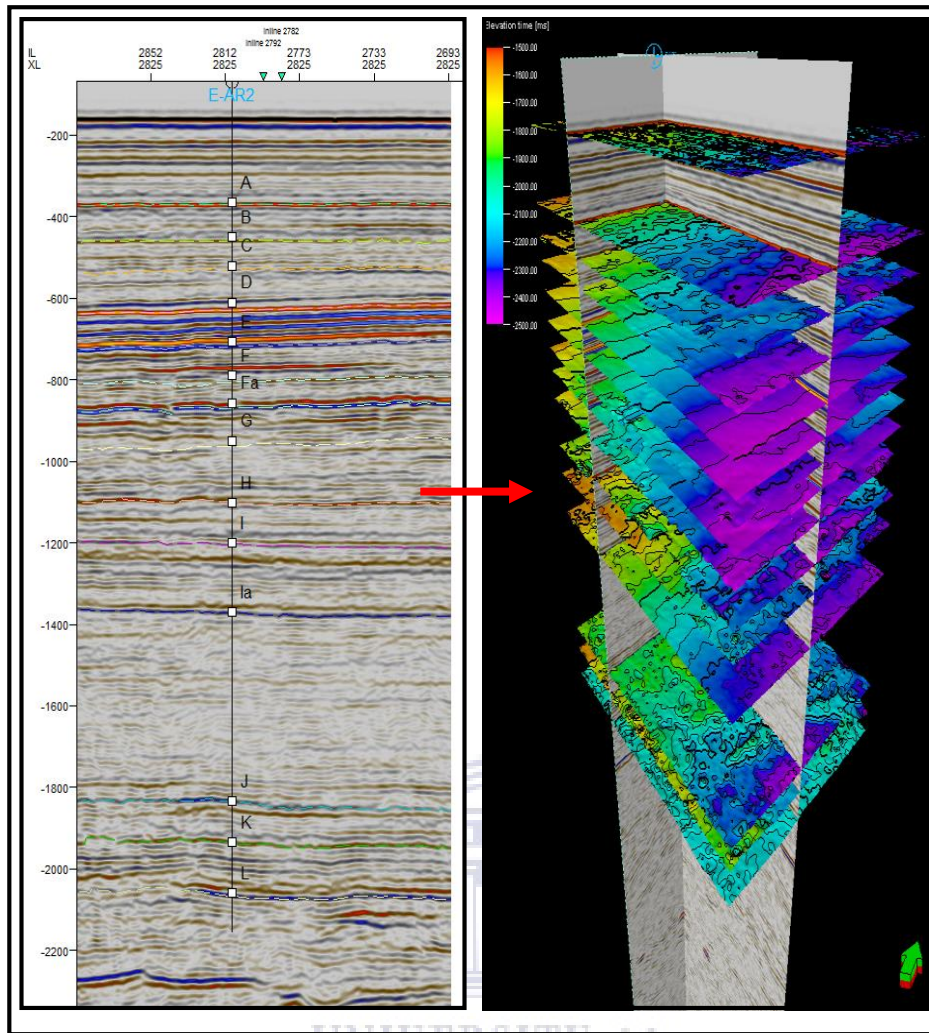 Inline 2782
Inline 2792
IL 2852 2812 2773 2733 2693
XL 2825 2825 2825 2825 2825
E-AR2
-200
A
-400
B
C
D
-600
E
F
-800
Fa
G
-1000
H
I
-1200
Ia
-1400
-1600
J
-1800
K
L
-2000
-2200
Elevation time [ms]
-1500.00
-1600.00
-1700.00
-1800.00
-1900.00
-2000.00
-2100.00
-2200.00
-2300.00
-2400.00
-2500.00